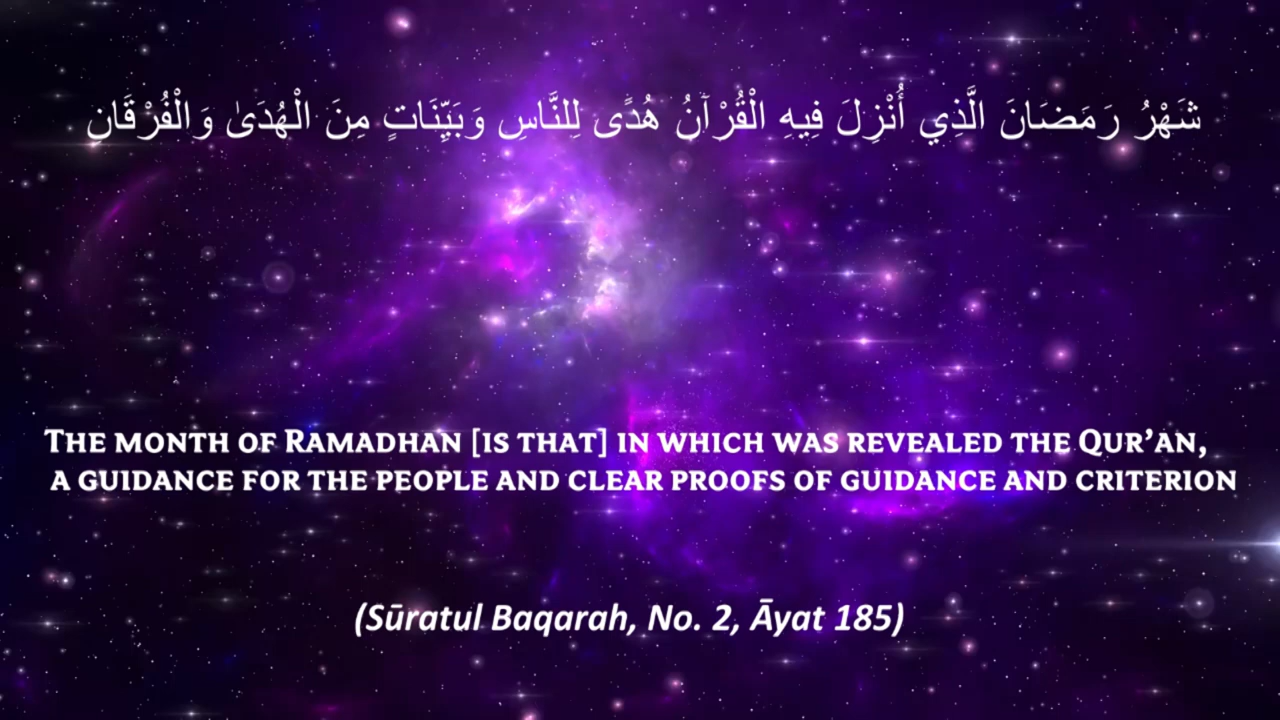 شَهْرُ رَمَضَانَ الَّذِي أُنْزِلَ فِيهِ الْقُرْآنُ هُدًى لِلنَّاسِ وَبَيِّنَاتٍ مِنَ الْهُدَىٰ وَالْفُرْقَانِ
The month of Ramadhan [is that] in which was revealed the Qur’an,
a guidance for the people and clear proofs of guidance and criterion
(Sūratul Baqarah, No. 2, Āyat 185)